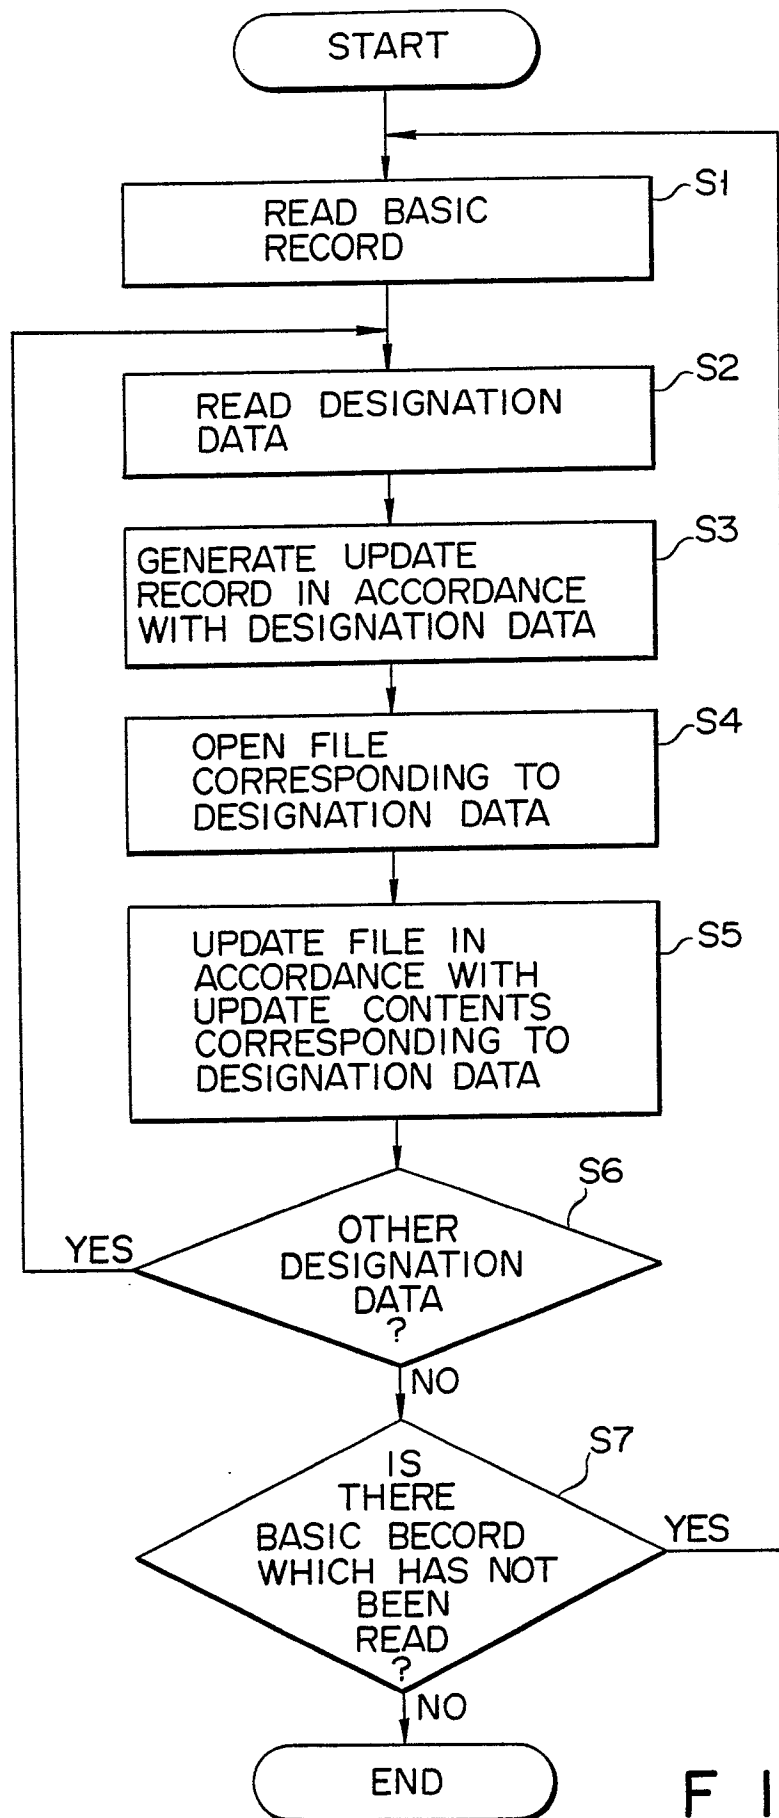 START
S1
READ BASIC
RECORD
S2
READ DESIGNATION
DATA
S3
GENERATE UPDATE
RECORD IN ACCORDANCE
WITH DESIGNATION DATA
S4
OPEN FILE
CORRESPONDING TO
DESIGNATION DATA
S5
UPDATE FILE IN
ACCORDANCE WITH
UPDATE CONTENTS
CORRESPONDING TO
DESIGNATION DATA
S6
YES
OTHER
DESIGNATION
DATA
?
NO
S7
IS
THERE
BASIC BECORD
WHICH HAS NOT
BEEN
READ
?
YES
NO
END
F I